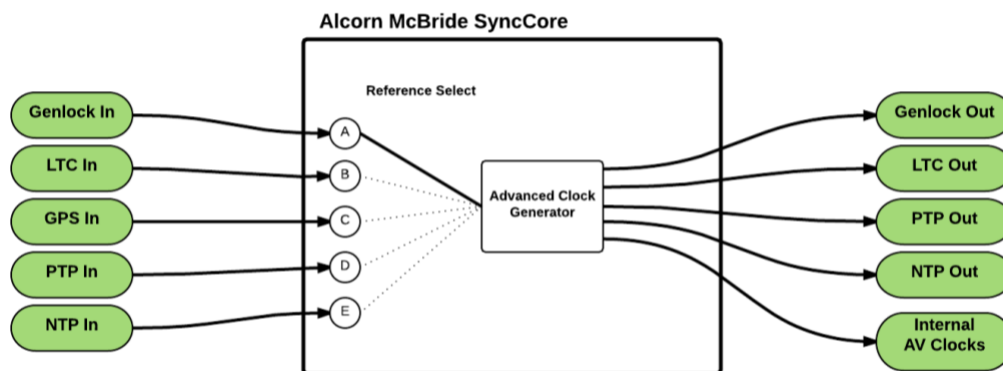 Alcorn McBride SyncCore
Reference Select
Genlock In
LTC In
GPS In
PTP In
NTP In
A
B
C
D
E
Advanced Clock
Generator
Genlock Out
LTC Out
PTP Out
NTP Out
Internal
AV Clocks